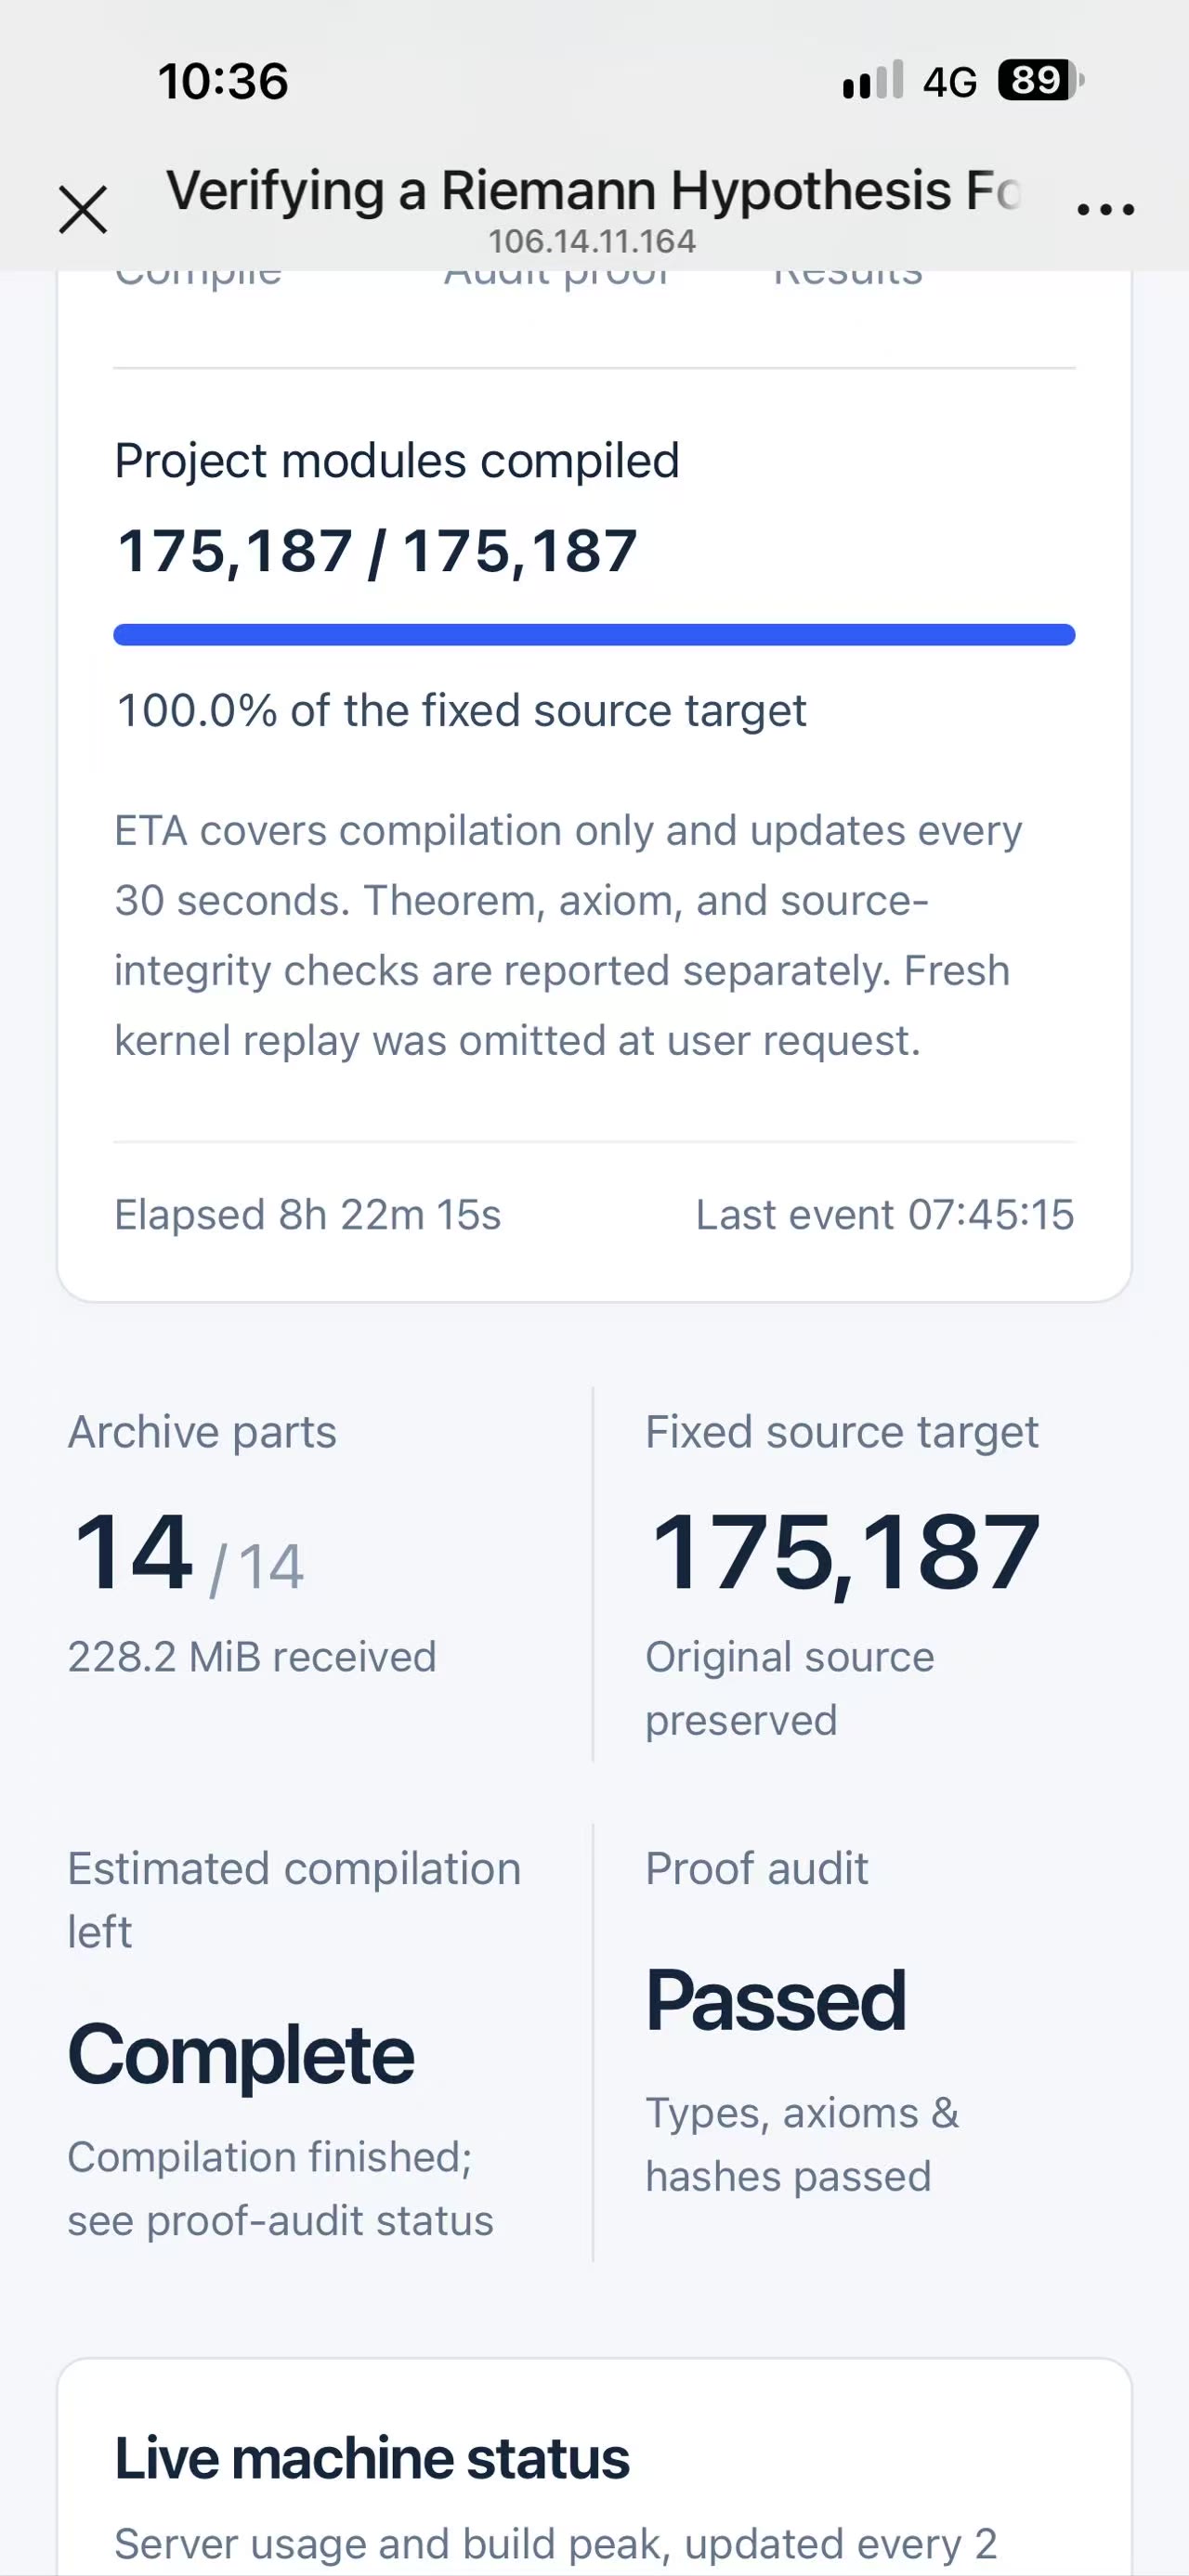 10:36
4G 89
Verifying a Riemann Hypothesis Fo
106.14.11.164
Compile Audit proof Results
Project modules compiled
175,187 / 175,187
100.0% of the fixed source target
ETA covers compilation only and updates every
30 seconds. Theorem, axiom, and source-
integrity checks are reported separately. Fresh
kernel replay was omitted at user request.
Elapsed 8h 22m 15s Last event 07:45:15
Archive parts
14 / 14
228.2 MiB received
Fixed source target
175,187
Original source
preserved
Estimated compilation
left
Complete
Compilation finished;
see proof-audit status
Proof audit
Passed
Types, axioms &
hashes passed
Live machine status
Server usage and build peak, updated every 2